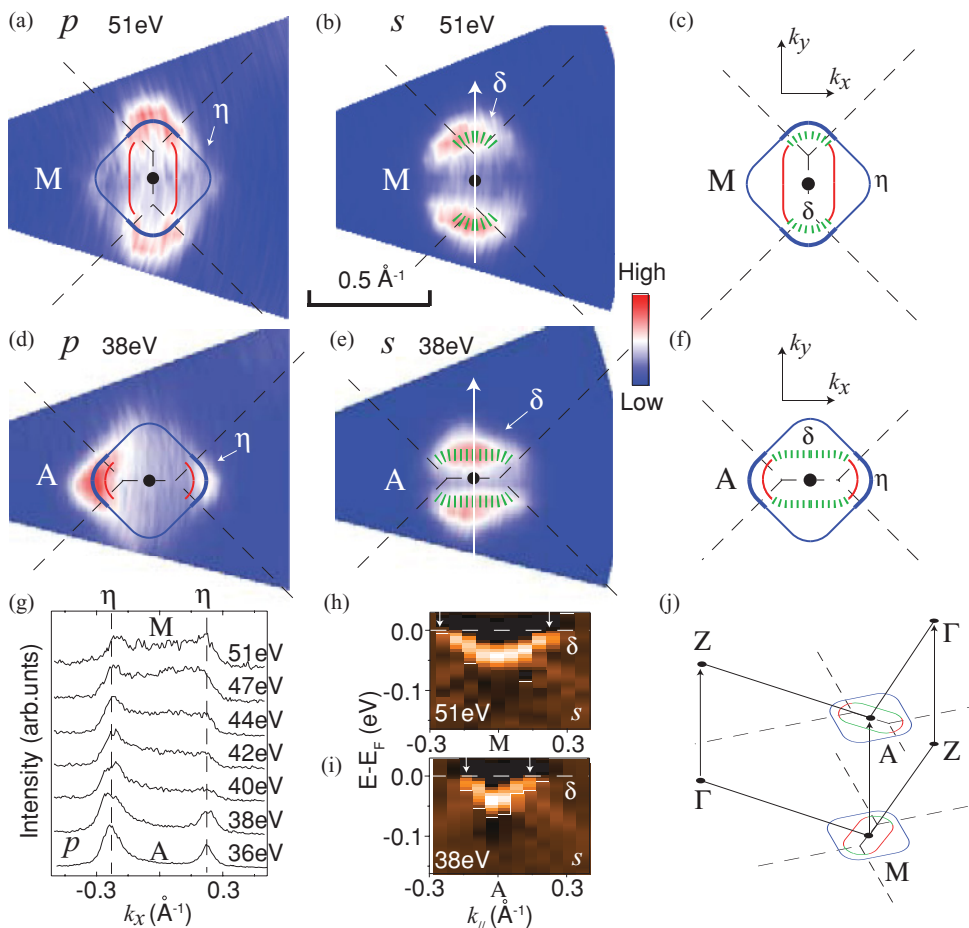 (a) p 51eV
η
M
(b) s 51eV
δ
M
0.5 Å⁻¹
(c)
k_y
k_x
M
δ
η
High
Low
(d) p 38eV
η
A
(e) s 38eV
δ
A
(f)
k_y
k_x
δ
A
η
(g)
η η
M
51eV
47eV
44eV
42eV
40eV
38eV
36eV
p A
Intensity (arb.units)
-0.3 0.3
k_x (Å⁻¹)
(h)
0.0
δ
-0.1
51eV s
-0.3 M 0.3
E-E_F (eV)
(i)
0.0
δ
-0.1
38eV s
-0.3 A 0.3
k_// (Å⁻¹)
(j)
Γ
Z
A
Z
Γ
M